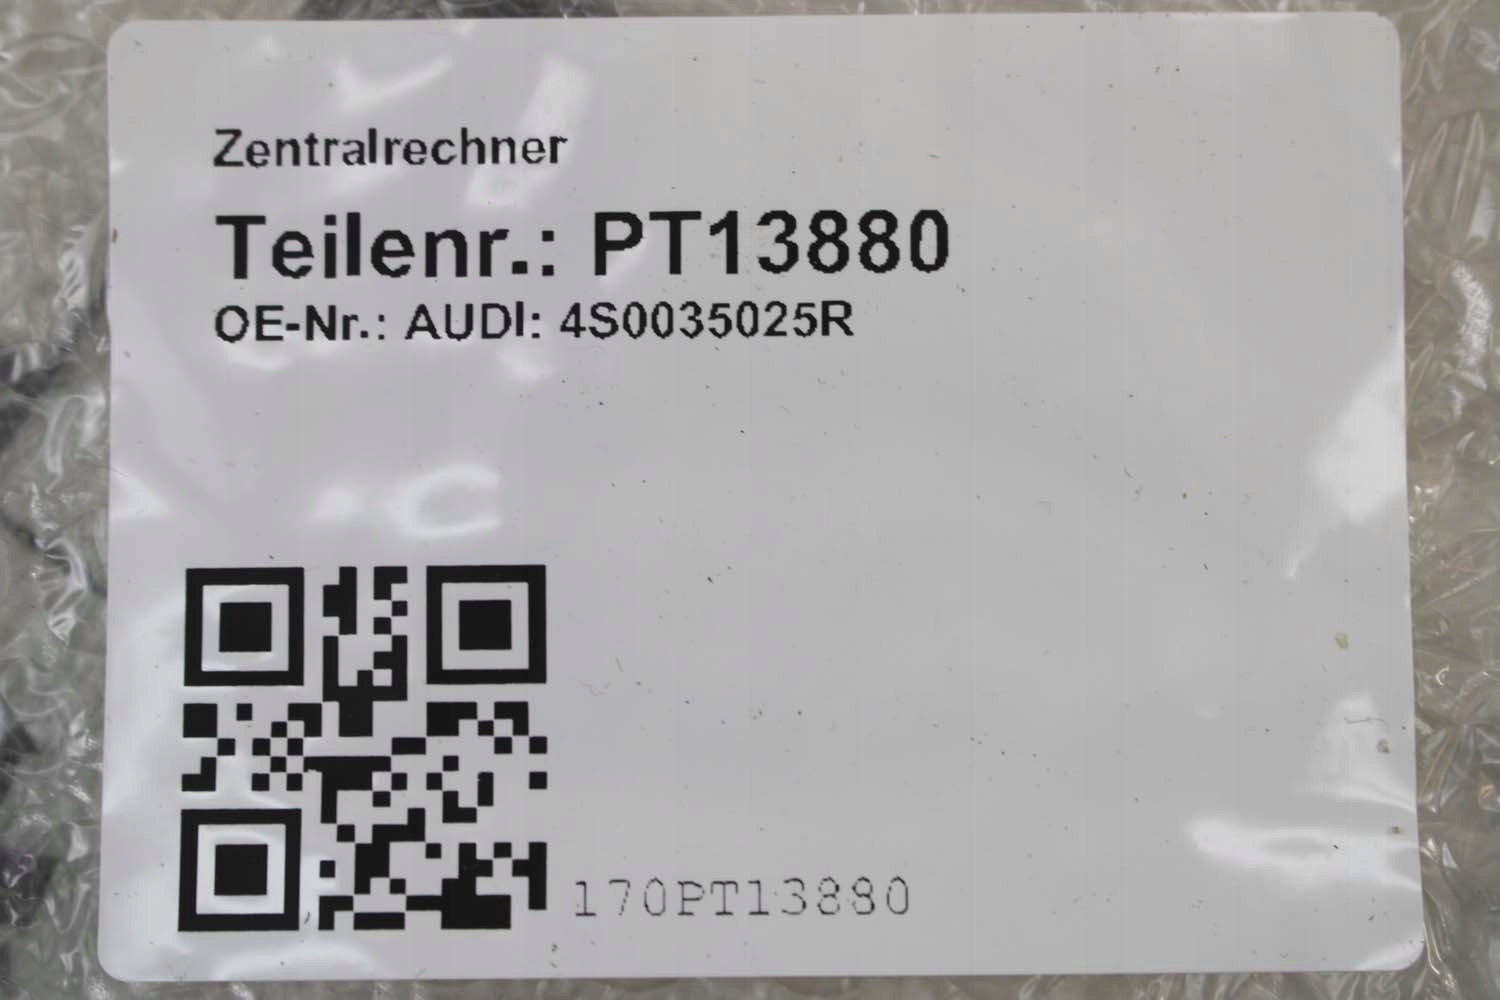 Zentralrechner
Teilenr.: PT13880
OE-Nr.: AUDI: 4S0035025R
170PT13880